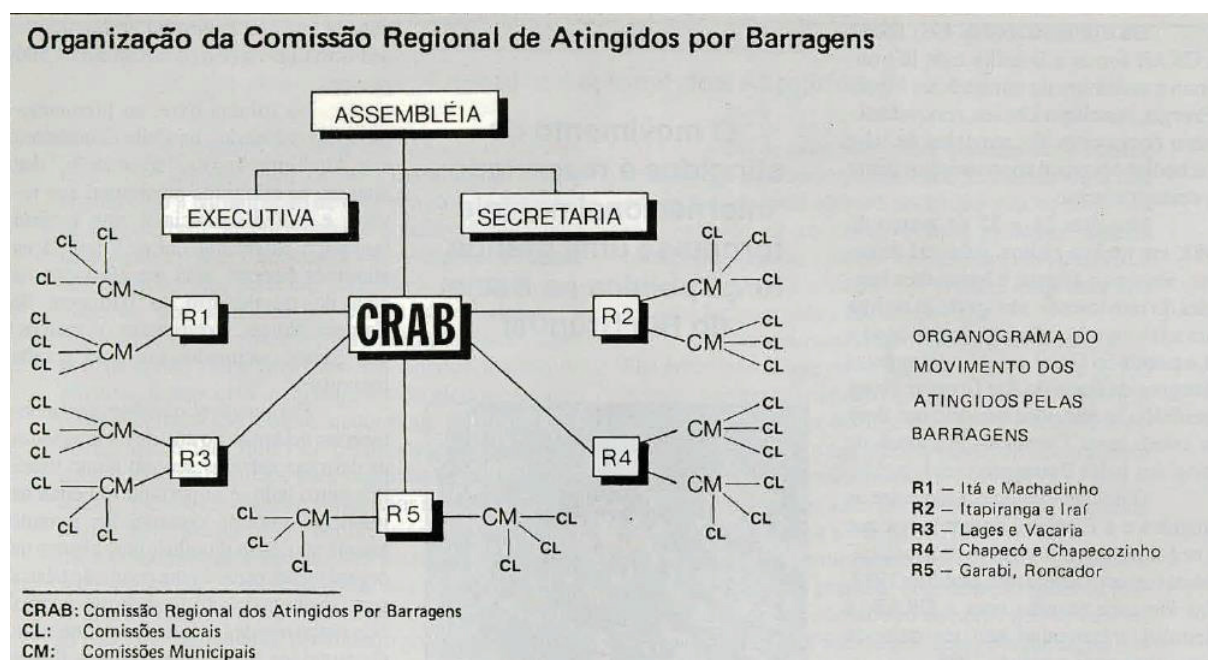 Organização da Comissão Regional de Atingidos por Barragens
ASSEMBLÉIA
EXECUTIVA
SECRETARIA
CL
CL
CL
CM
CL
CL
CL
CM
R1
CRAB
R2
CL
CL
CL
CM
CL
CL
CL
CM
CL
CL
CL
CM
CL
CL
CL
CM
R3
R4
CL
CL
CL
CM
CL
CL
CL
CM
CL
CL
CL
CM
R5
CM
CL
CL
CL
ORGANOGRAMA DO
MOVIMENTO DOS
ATINGIDOS PELAS
BARRAGENS
R1 – Itá e Machadinho
R2 – Itapiranga e Iraí
R3 – Lages e Vacaria
R4 – Chapecó e Chapecozinho
R5 – Garabi, Roncador
CRAB: Comissão Regional dos Atingidos Por Barragens
CL: Comissões Locais
CM: Comissões Municipais